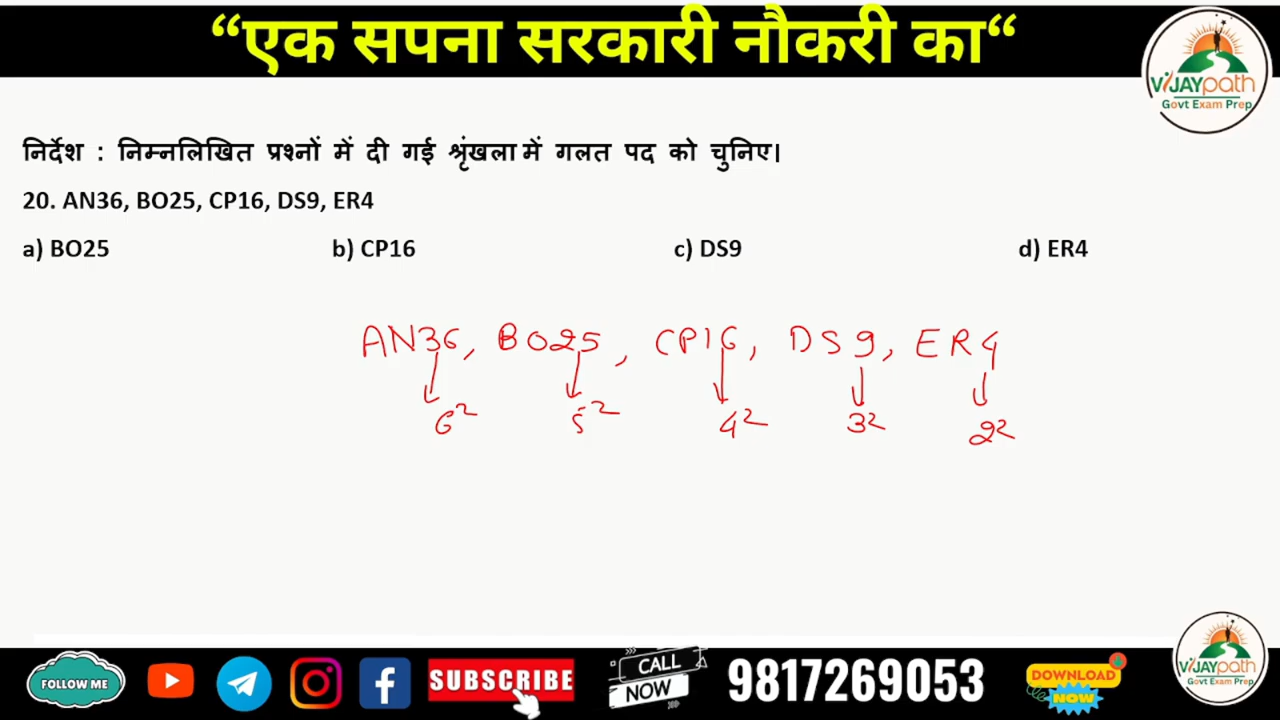 “एक सपना सरकारी नौकरी का“
ViJAYpath
Govt Exam Prep
निर्देश : निम्नलिखित प्रश्नों में दी गई श्रृंखला में गलत पद को चुनिए।
20. AN36, BO25, CP16, DS9, ER4
a) BO25 b) CP16 c) DS9 d) ER4
AN36, BO25, CP16, DS9, ER4
6² 5² 4² 3² 2²
ViJAYpath
Govt Exam Prep
FOLLOW ME
SUBSCRIBE
CALL
NOW
9817269053
DOWNLOAD
NOW